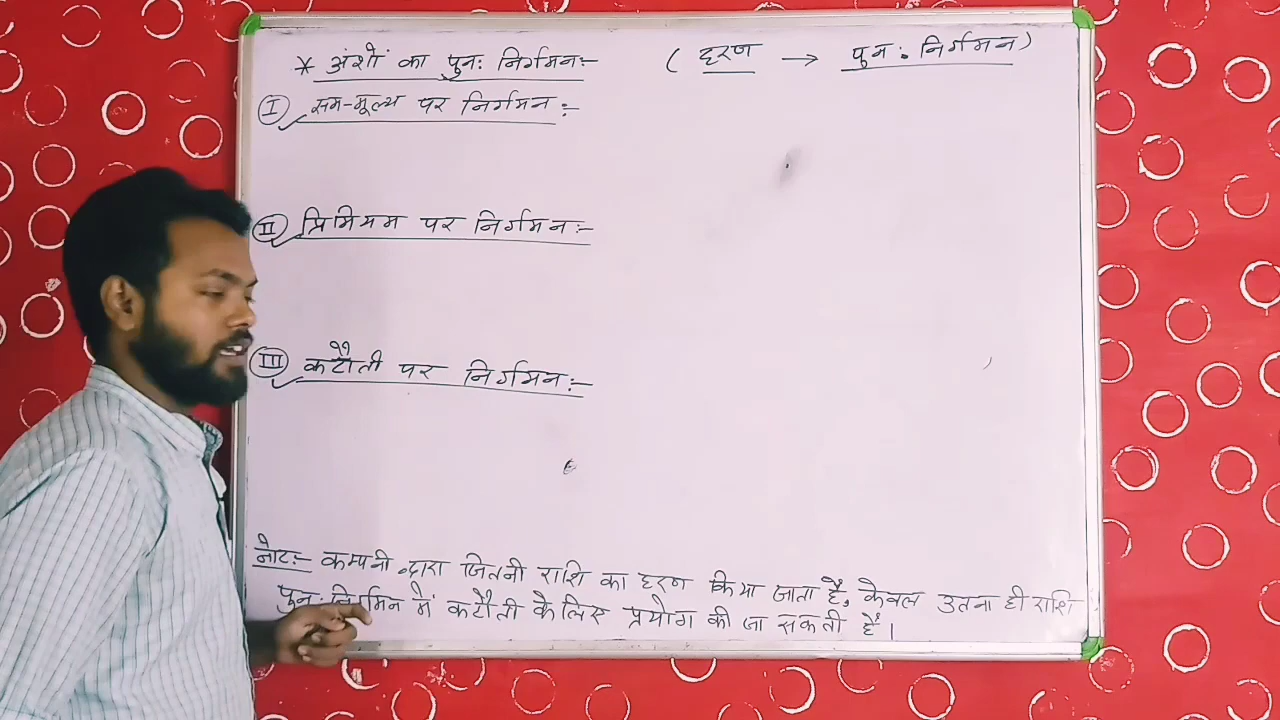 * अंशों का पुनः निर्गमनः- ( हरण → पुनः निर्गमन)
(I) सम-मूल्य पर निर्गमन :-
(II) प्रिमियम पर निर्गमन:-
(III) कटौती पर निर्गमन:-
नोटः- कम्पनी द्वारा जितनी राशि का हरण किया जाता है, केवल उतना ही राशि
पुनः निर्गमन में कटौती के लिए प्रयोग की जा सकती है।